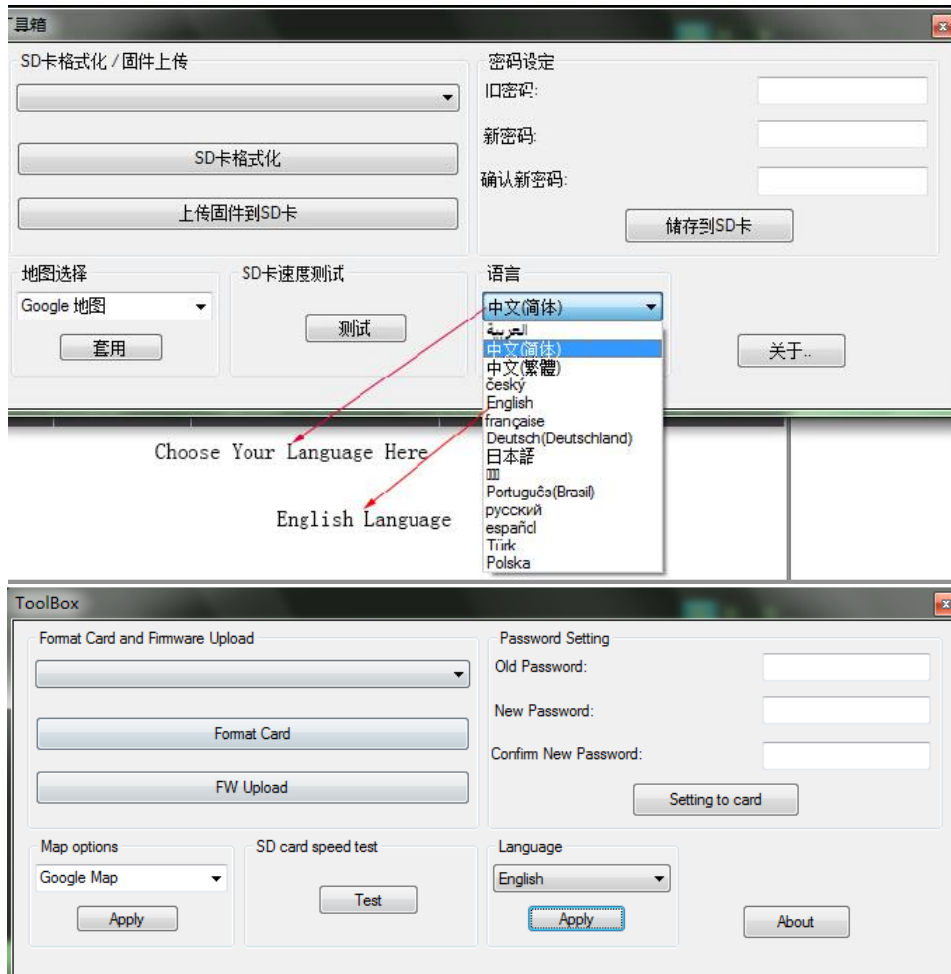 具箱
SD卡格式化 / 固件上传
SD卡格式化
上传固件到SD卡
密码设定
旧密码:
新密码:
确认新密码:
储存到SD卡
地图选择
Google 地图
套用
SD卡速度测试
测试
语言
中文(简体)
العربية
中文(简体)
中文(繁體)
český
English
française
Deutsch(Deutschland)
日本語
Português(Brasil)
русский
español
Türk
Polska
关于..
Choose Your Language Here
English Language
ToolBox
Format Card and Firmware Upload
Format Card
FW Upload
Password Setting
Old Password:
New Password:
Confirm New Password:
Setting to card
Map options
Google Map
Apply
SD card speed test
Test
Language
English
Apply
About